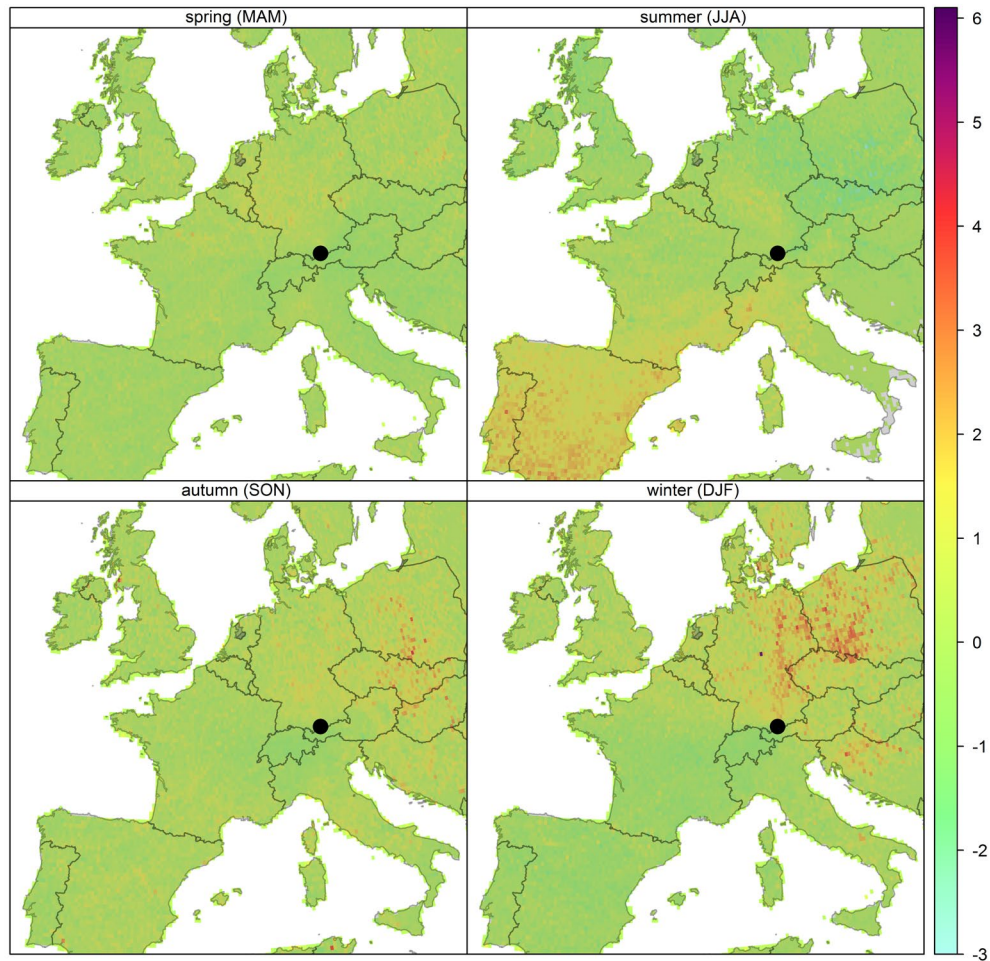 spring (MAM)
summer (JJA)
autumn (SON)
winter (DJF)
6
5
4
3
2
1
0
-1
-2
-3